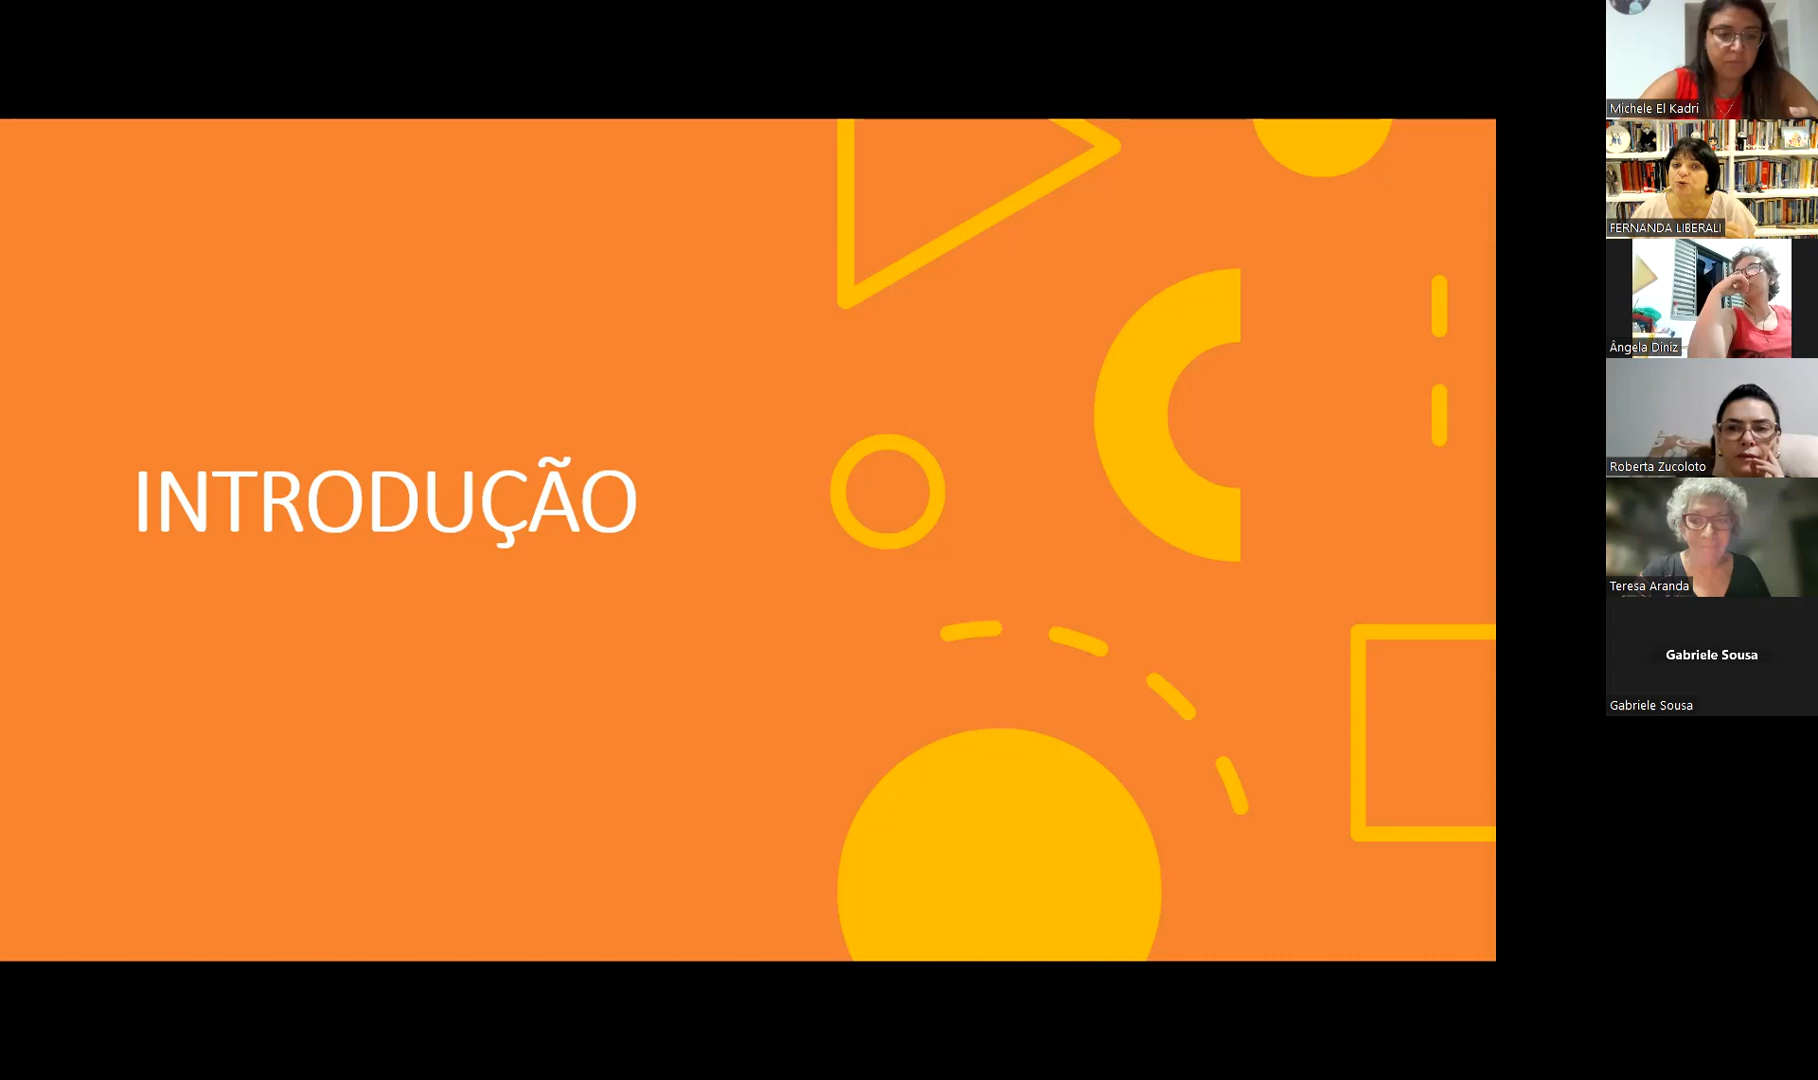 INTRODUÇÃO
Michele El Kadri
FERNANDA LIBERALI
Ângela Diniz
Roberta Zucoloto
Teresa Aranda
Gabriele Sousa
Gabriele Sousa